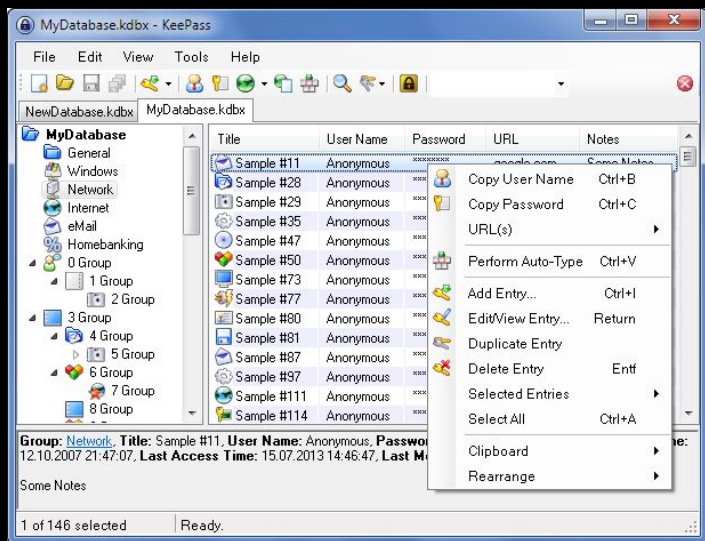 MyDatabase.kdbx - KeePass
File Edit View Tools Help
NewDatabase.kdbx MyDatabase.kdbx
MyDatabase
General
Windows
Network
Internet
eMail
Homebanking
0 Group
1 Group
2 Group
3 Group
4 Group
5 Group
6 Group
7 Group
8 Group
Title User Name Password URL Notes
Sample #11 Anonymous ******** google.com Some Notes
Sample #28 Anonymous ***
Sample #29 Anonymous ***
Sample #35 Anonymous ***
Sample #47 Anonymous ***
Sample #50 Anonymous ***
Sample #73 Anonymous ***
Sample #77 Anonymous ***
Sample #80 Anonymous ***
Sample #81 Anonymous ***
Sample #87 Anonymous ***
Sample #97 Anonymous ***
Sample #111 Anonymous ***
Sample #114 Anonymous ***
Copy User Name Ctrl+B
Copy Password Ctrl+C
URL(s)
Perform Auto-Type Ctrl+V
Add Entry... Ctrl+I
Edit/View Entry... Return
Duplicate Entry
Delete Entry Entf
Selected Entries
Select All Ctrl+A
Clipboard
Rearrange
Group: Network, Title: Sample #11, User Name: Anonymous, Passwor ne:
12.10.2007 21:47:07, Last Access Time: 15.07.2013 14:46:47, Last M
Some Notes
1 of 146 selected Ready.